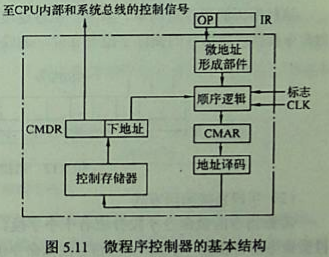 至CPU内部和系统总线的控制信号
OP
IR
微地址
形成部件
顺序逻辑
标志
CLK
CMDR
下地址
CMAR
地址译码
控制存储器
图 5.11 微程序控制器的基本结构